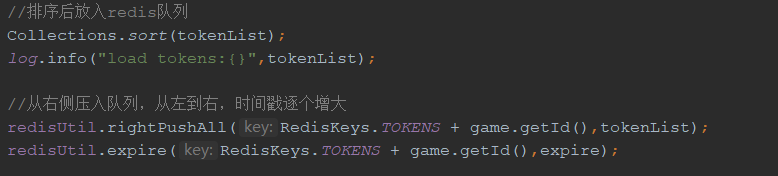 //排序后放入redis队列
Collections.sort(tokenList);
log.info("load tokens:{}",tokenList);
//从右侧压入队列，从左到右，时间戳逐个增大
redisUtil.rightPushAll( key: RedisKeys.TOKENS + game.getId(),tokenList);
redisUtil.expire( key: RedisKeys.TOKENS + game.getId(),expire);